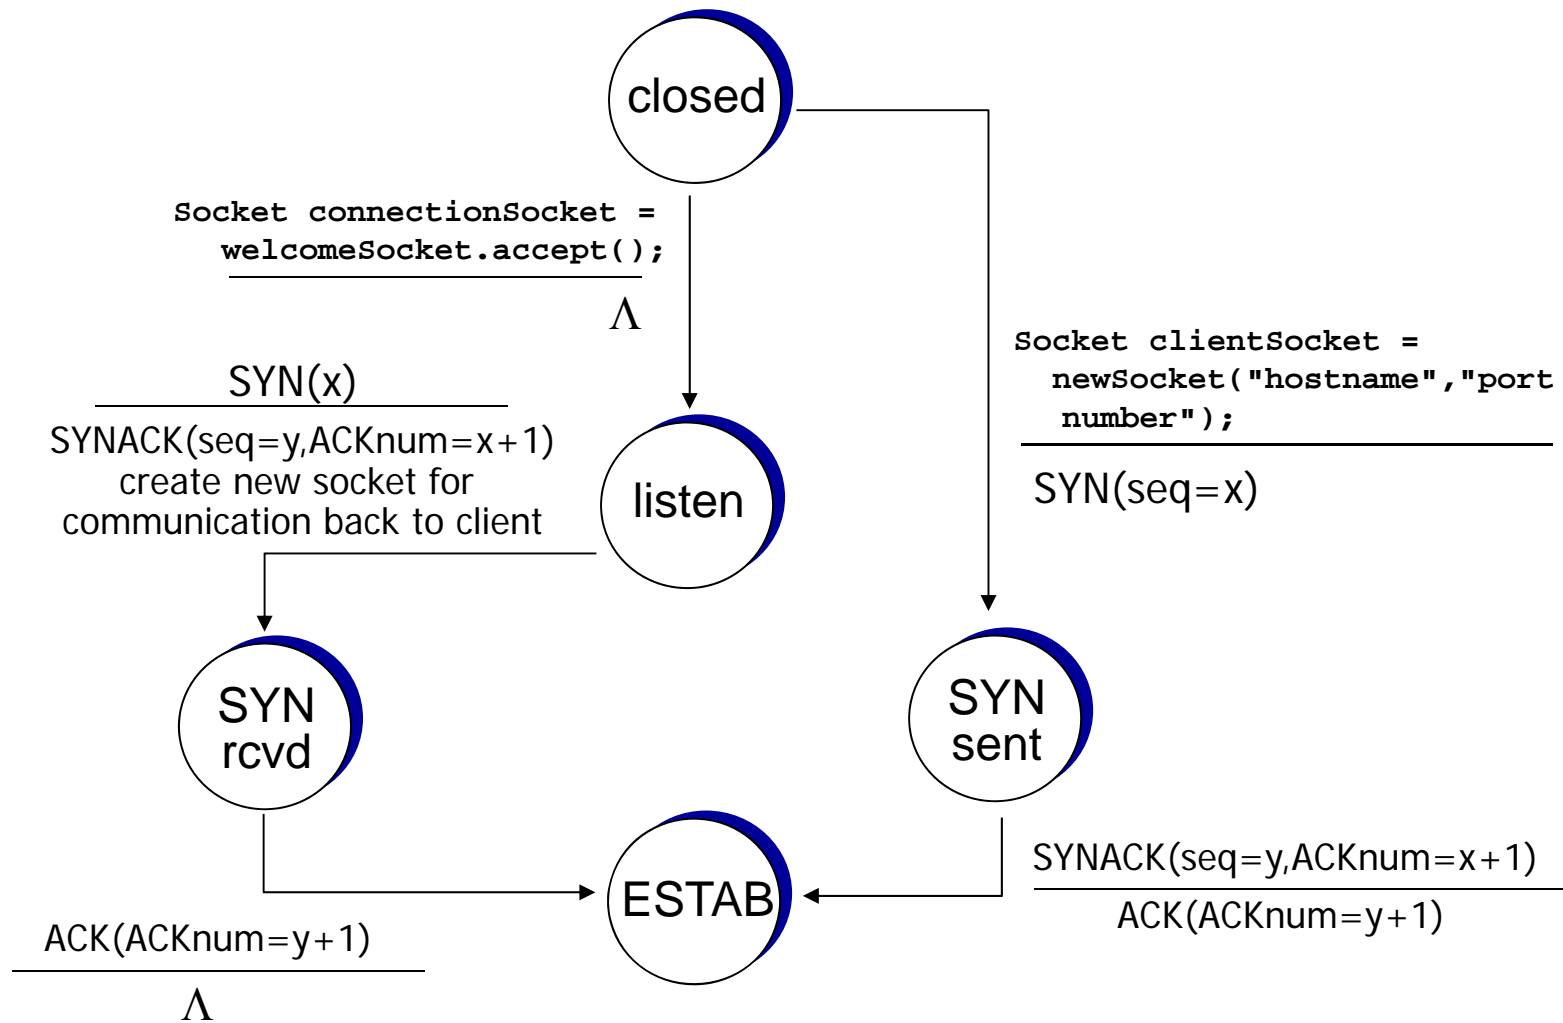 closed
Socket connectionSocket =
welcomeSocket.accept();
Λ
Socket clientSocket =
newSocket("hostname","port
number");
SYN(seq=x)
SYN(x)
SYNACK(seq=y,ACKnum=x+1)
create new socket for
communication back to client
listen
SYN
rcvd
SYN
sent
ESTAB
SYNACK(seq=y,ACKnum=x+1)
ACK(ACKnum=y+1)
ACK(ACKnum=y+1)
Λ